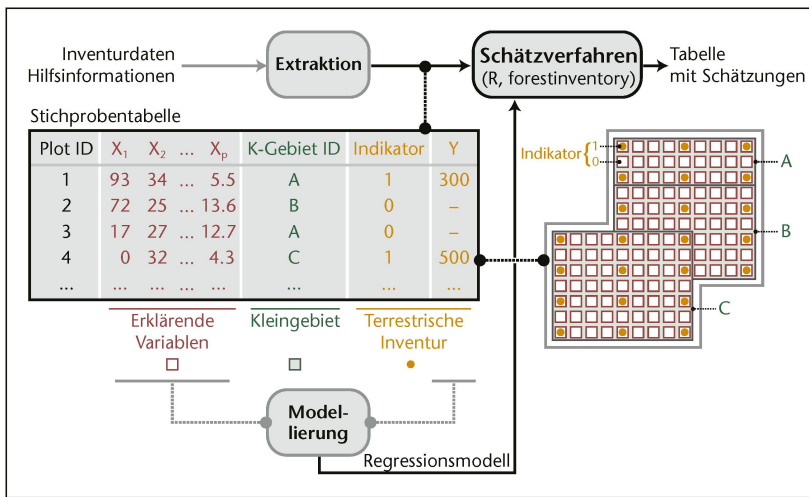 Inventurdaten
Hilfsinformationen
Extraktion
Schätzverfahren
(R, forestinventory)
Tabelle
mit Schätzungen
Stichprobentabelle
Plot ID X1 X2 ... Xp K-Gebiet ID Indikator Y
1 93 34 ... 5.5 A 1 300
2 72 25 ... 13.6 B 0 –
3 17 27 ... 12.7 A 0 –
4 0 32 ... 4.3 C 1 500
... ... ... ... ... ... ... ...
Indikator { 1
0
A
B
C
Erklärende
Variablen
Kleingebiet
Terrestrische
Inventur
Model-
lierung
Regressionsmodell